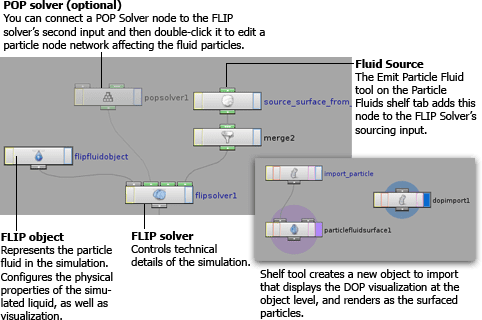 POP solver (optional)
You can connect a POP Solver node to the FLIP
solver's second input and then double-click it to edit a
particle node network affecting the fluid particles.
Fluid Source
The Emit Particle Fluid
tool on the Particle
Fluids shelf tab adds this
node to the FLIP Solver's
sourcing input.
popsolver1
source_surface_from_
merge2
flipfluidobject
flipsolver1
import_particle
dopimport1
particlefluidsurface1
FLIP object
Represents the particle
fluid in the simulation.
Configures the physical
properties of the simu-
lated liquid, as well as
visualization.
FLIP solver
Controls technical
details of the simulation.
Shelf tool creates a new object to import
that displays the DOP visualization at the
object level, and renders as the surfaced
particles.